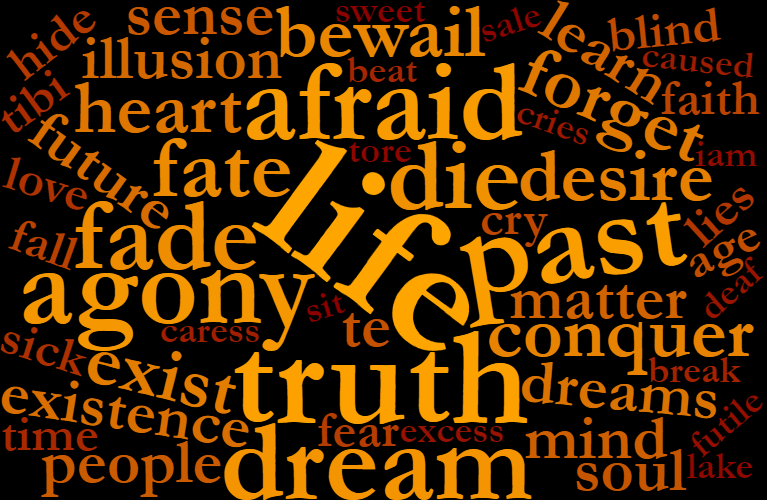 hide
sense
sweet
bewail
sale
learn
blind
illusion
beat
caused
tibi
heart
afraid
forget
faith
cries
future
fate
tore
iam
love
life
die
desire
lies
fall
fade
cry
past
age
agony
sit
matter
deaf
caress
te
conquer
sick
exist
truth
break
existence
dreams
time
fear
excess
mind
futile
people
dream
soul
lake